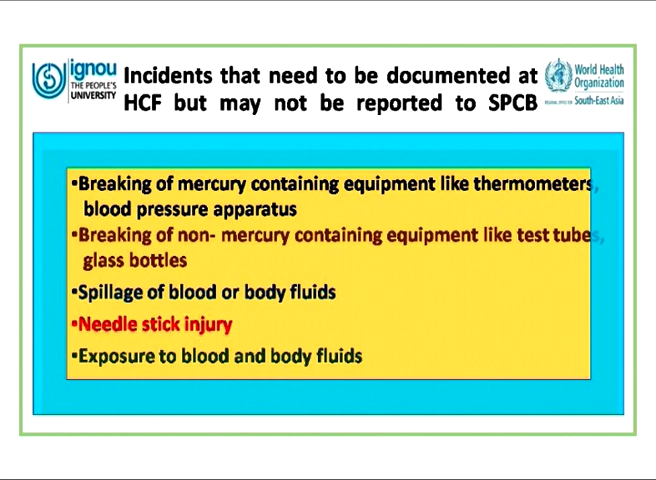 ignou
THE PEOPLE'S
UNIVERSITY
Incidents that need to be documented at
HCF but may not be reported to SPCB
World Health
Organization
South-East Asia
•Breaking of mercury containing equipment like thermometers,
blood pressure apparatus
•Breaking of non- mercury containing equipment like test tubes,
glass bottles
•Spillage of blood or body fluids
•Needle stick injury
•Exposure to blood and body fluids